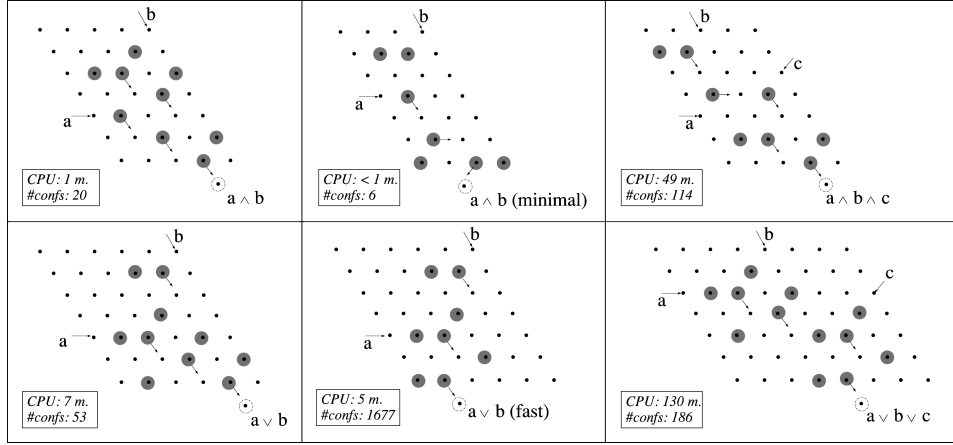 b
a
CPU: 1 m.
#confs: 20
a ∧ b
b
a
CPU: < 1 m.
#confs: 6
a ∧ b (minimal)
b
c
a
CPU: 49 m.
#confs: 114
a ∧ b ∧ c
b
a
CPU: 7 m.
#confs: 53
a ∨ b
b
a
CPU: 5 m.
#confs: 1677
a ∨ b (fast)
b
c
a
CPU: 130 m.
#confs: 186
a ∨ b ∨ c